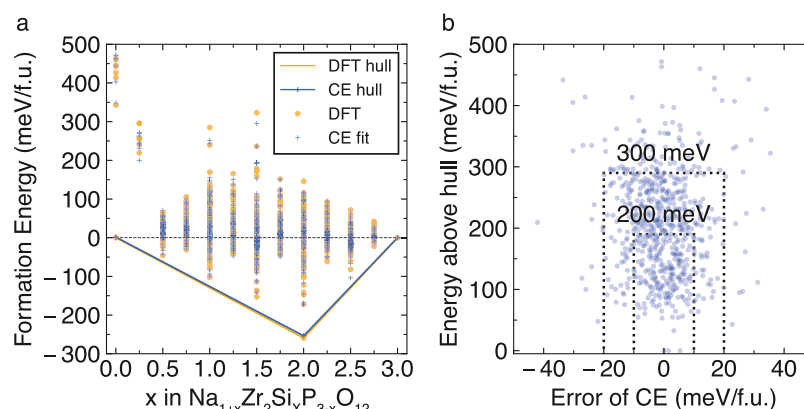 a
500
400
300
200
100
0
−100
−200
−300
Formation Energy (meV/f.u.)
0.0 0.5 1.0 1.5 2.0 2.5 3.0
x in Na1+xZr2SixP3-xO12
DFT hull
CE hull
DFT
CE fit
b
500
400
300
200
100
0
Energy above hull (meV/f.u.)
300 meV
200 meV
−40 −20 0 20 40
Error of CE (meV/f.u.)